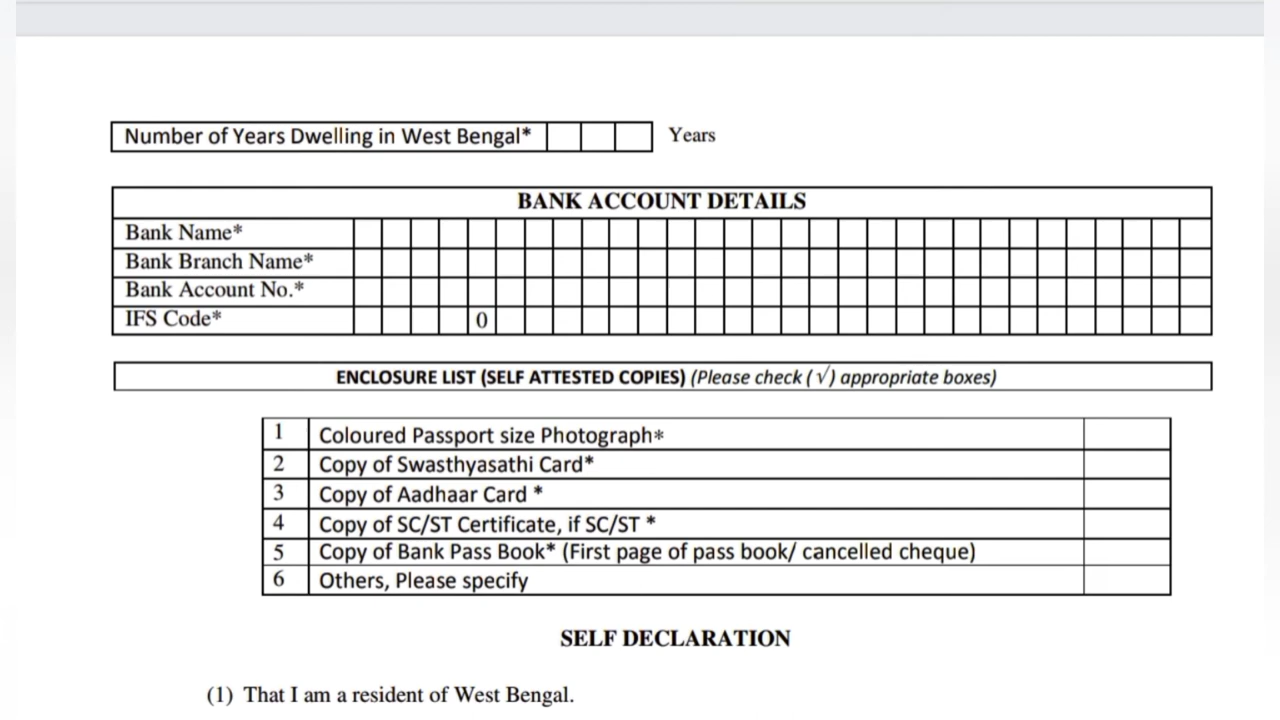 Number of Years Dwelling in West Bengal* Years
BANK ACCOUNT DETAILS
Bank Name*
Bank Branch Name*
Bank Account No.*
IFS Code* 0
ENCLOSURE LIST (SELF ATTESTED COPIES) (Please check (√) appropriate boxes)
1 Coloured Passport size Photograph*
2 Copy of Swasthyasathi Card*
3 Copy of Aadhaar Card *
4 Copy of SC/ST Certificate, if SC/ST *
5 Copy of Bank Pass Book* (First page of pass book/ cancelled cheque)
6 Others, Please specify
SELF DECLARATION
(1) That I am a resident of West Bengal.